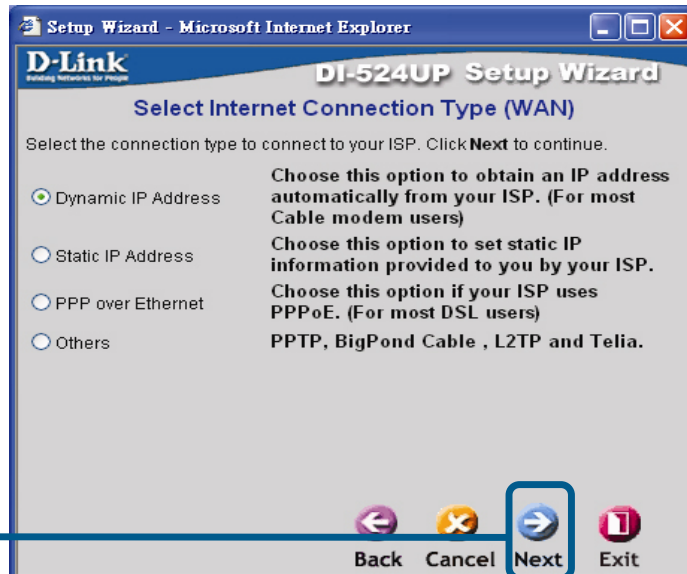 Setup Wizard - Microsoft Internet Explorer
D-Link
Building Networks for People
DI-524UP Setup Wizard
Select Internet Connection Type (WAN)
Select the connection type to connect to your ISP. Click Next to continue.
Dynamic IP Address
Choose this option to obtain an IP address
automatically from your ISP. (For most
Cable modem users)
Static IP Address
Choose this option to set static IP
information provided to you by your ISP.
PPP over Ethernet
Choose this option if your ISP uses
PPPoE. (For most DSL users)
Others
PPTP, BigPond Cable , L2TP and Telia.
Back Cancel Next Exit